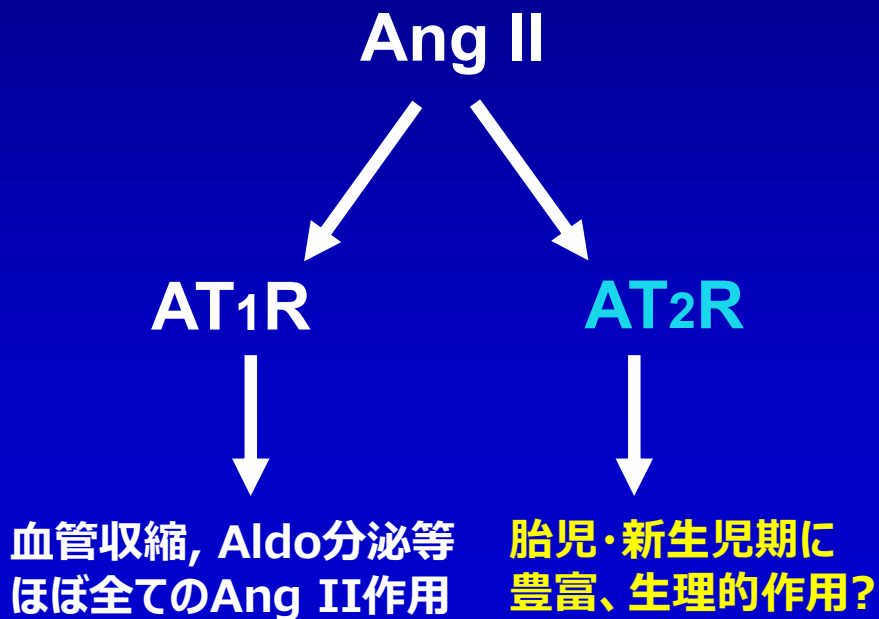 Ang II
AT1R
AT2R
血管収縮, Aldo分泌等
ほぼ全てのAng II作用
胎児・新生児期に
豊富、生理的作用?